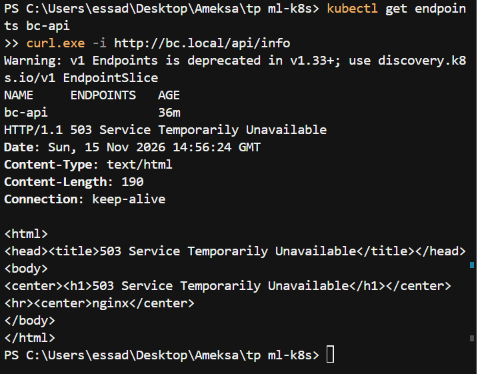 PS C:\Users\essad\Desktop\Ameksa\tp ml-k8s> kubectl get endpoin
ts bc-api
>> curl.exe -i http://bc.local/api/info
Warning: v1 Endpoints is deprecated in v1.33+; use discovery.k8
s.io/v1 EndpointSlice
NAME     ENDPOINTS   AGE
bc-api               36m
HTTP/1.1 503 Service Temporarily Unavailable
Date: Sun, 15 Nov 2026 14:56:24 GMT
Content-Type: text/html
Content-Length: 190
Connection: keep-alive

<html>
<head><title>503 Service Temporarily Unavailable</title></head>
<body>
<center><h1>503 Service Temporarily Unavailable</h1></center>
<hr><center>nginx</center>
</body>
</html>
PS C:\Users\essad\Desktop\Ameksa\tp ml-k8s>